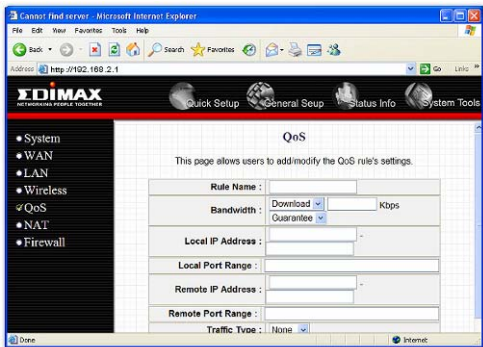 Cannot find server - Microsoft Internet Explorer
File Edit View Favorites Tools Help
Back Search Favorites
Address http://192.168.2.1 Go Links »
EDIMAX
NETWORKING PEOPLE TOGETHER
Quick Setup General Seup Status Info System Tools
System
WAN
LAN
Wireless
QoS
NAT
Firewall
QoS
This page allows users to add/modify the QoS rule's settings.
Rule Name :
Bandwidth : Download Kbps
Guarantee
Local IP Address : -
Local Port Range :
Remote IP Address : -
Remote Port Range :
Traffic Type : None
Done Internet